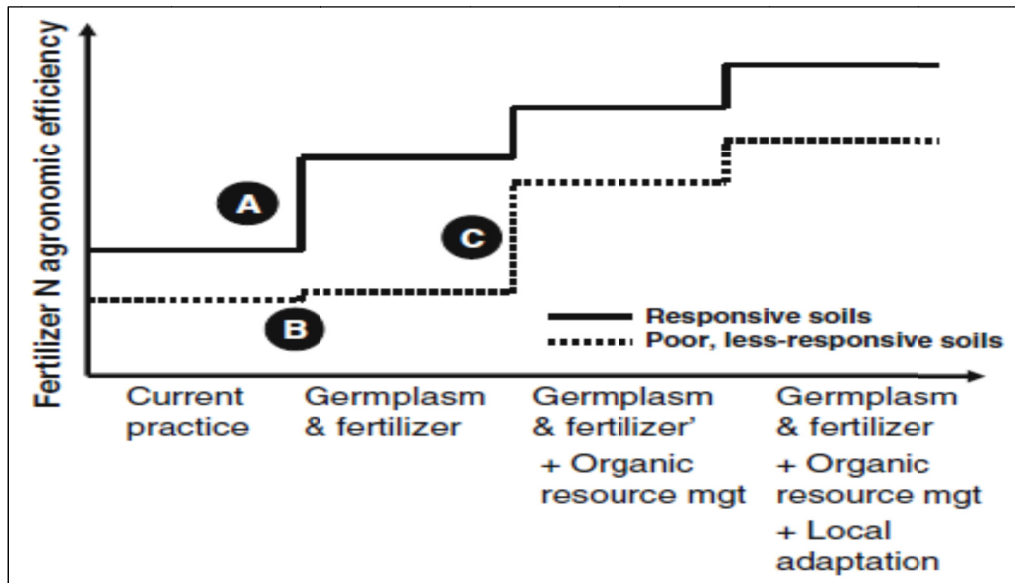 Fertilizer N agronomic efficiency
A
C
B
Responsive soils
Poor, less-responsive soils
Current
practice
Germplasm
& fertilizer
Germplasm
& fertilizer’
+ Organic
resource mgt
Germplasm
& fertilizer
+ Organic
resource mgt
+ Local
adaptation